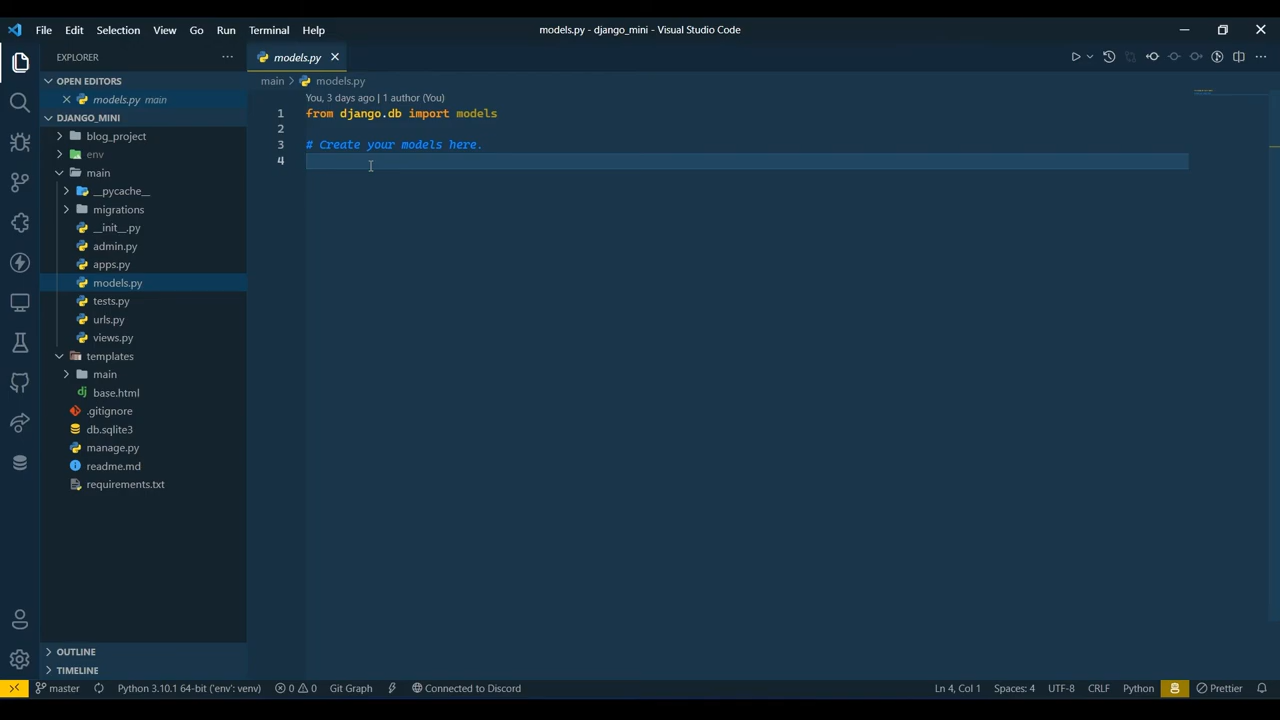 File Edit Selection View Go Run Terminal Help
models.py - django_mini - Visual Studio Code
EXPLORER
OPEN EDITORS
models.py main
DJANGO_MINI
blog_project
env
main
__pycache__
migrations
__init__.py
admin.py
apps.py
models.py
tests.py
urls.py
views.py
templates
main
base.html
.gitignore
db.sqlite3
manage.py
readme.md
requirements.txt
OUTLINE
TIMELINE
models.py
main models.py
You, 3 days ago | 1 author (You)
1 from django.db import models
2
3 # Create your models here.
4
master Python 3.10.1 64-bit ('env': venv) 0 0 Git Graph Connected to Discord Ln 4, Col 1 Spaces: 4 UTF-8 CRLF Python Prettier